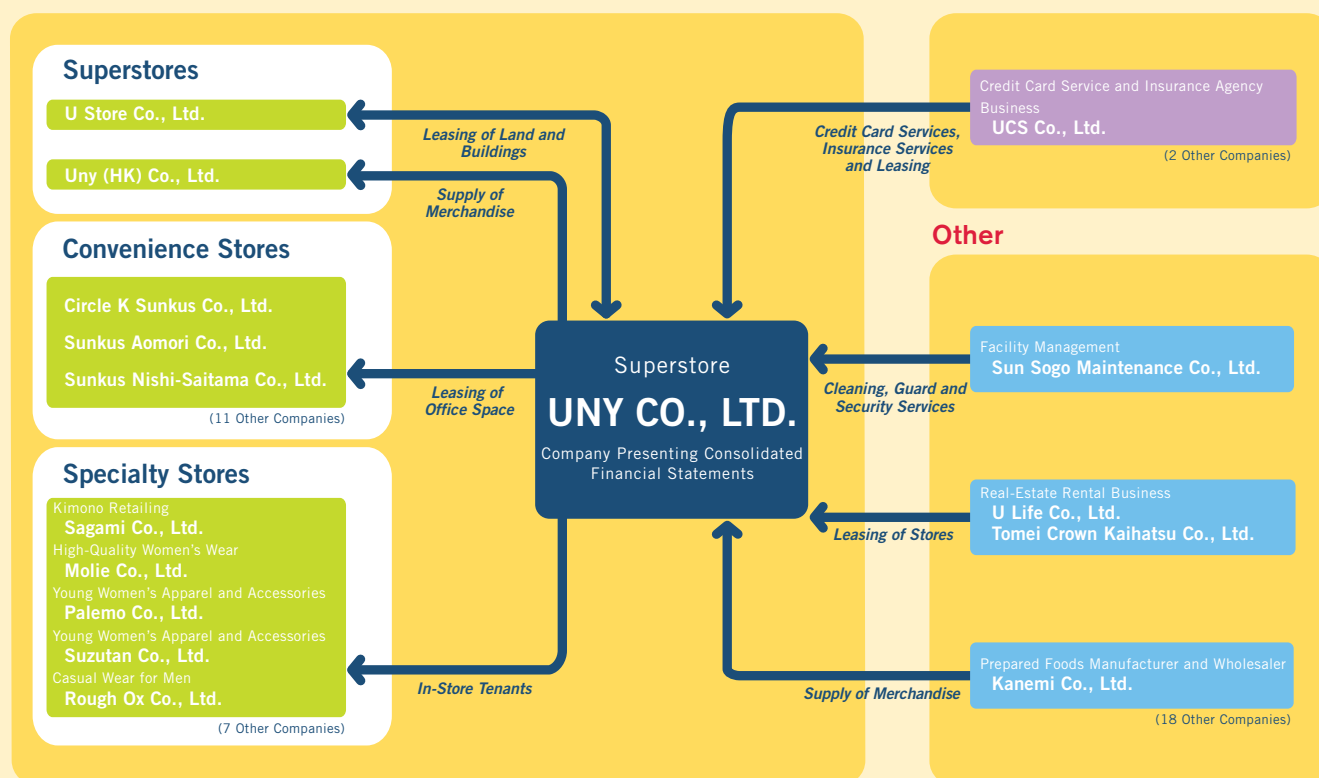 Superstores
U Store Co., Ltd.
Uny (HK) Co., Ltd.
Leasing of Land and
Buildings
Supply of
Merchandise
Convenience Stores
Circle K Sunkus Co., Ltd.
Sunkus Aomori Co., Ltd.
Sunkus Nishi-Saitama Co., Ltd.
(11 Other Companies)
Leasing of
Office Space
Specialty Stores
Kimono Retailing
Sagami Co., Ltd.
High-Quality Women's Wear
Molie Co., Ltd.
Young Women's Apparel and Accessories
Palemo Co., Ltd.
Young Women's Apparel and Accessories
Suzutan Co., Ltd.
Casual Wear for Men
Rough Ox Co., Ltd.
(7 Other Companies)
In-Store Tenants
Superstore
UNY CO., LTD.
Company Presenting Consolidated
Financial Statements
Credit Card Services,
Insurance Services
and Leasing
Credit Card Service and Insurance Agency
Business
UCS Co., Ltd.
(2 Other Companies)
Other
Facility Management
Sun Sogo Maintenance Co., Ltd.
Cleaning, Guard and
Security Services
Real-Estate Rental Business
U Life Co., Ltd.
Tomei Crown Kaihatsu Co., Ltd.
Leasing of Stores
Prepared Foods Manufacturer and Wholesaler
Kanemi Co., Ltd.
(18 Other Companies)
Supply of Merchandise